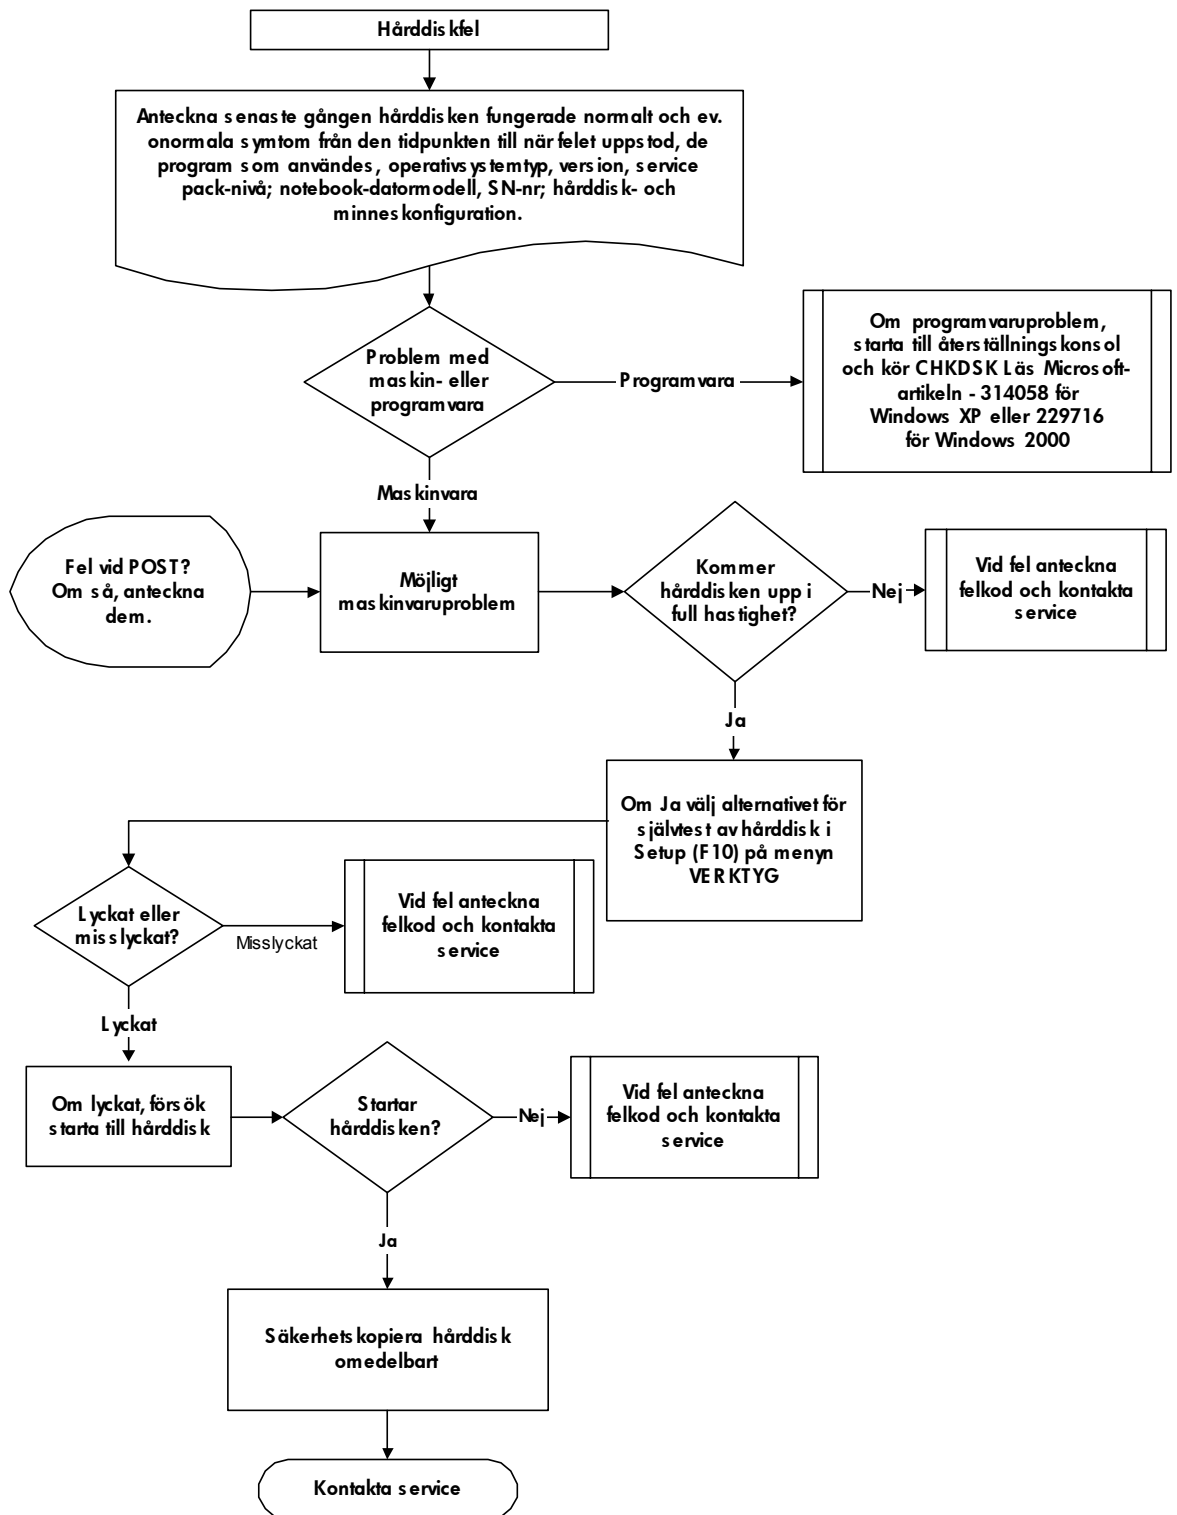 Hårddiskfel
Anteckna senaste gången hårddisken fungerade normalt och ev.
onormala symtom från den tidpunkten till när felet uppstod, de
program som användes, operativsystemtyp, version, service
pack-nivå; notebook-datormodell, SN-nr; hårddisk- och
minneskonfiguration.
Problem med
maskin- eller
programvara
Programvara
Om programvaruproblem,
starta till återställningskonsol
och kör CHKDSK Läs Microsoft-
artikeln - 314058 för
Windows XP eller 229716
för Windows 2000
Maskinvara
Fel vid POST?
Om så, anteckna
dem.
Möjligt
maskinvaruproblem
Kommer
hårddisken upp i
full hastighet?
Nej
Vid fel anteckna
felkod och kontakta
service
Ja
Om Ja välj alternativet för
självtest av hårddisk i
Setup (F10) på menyn
VERKTYG
Lyckat eller
misslyckat?
Misslyckat
Vid fel anteckna
felkod och kontakta
service
Lyckat
Om lyckat, försök
starta till hårddisk
Startar
hårddisken?
Nej
Vid fel anteckna
felkod och kontakta
service
Ja
Säkerhetskopiera hårddisk
omedelbart
Kontakta service